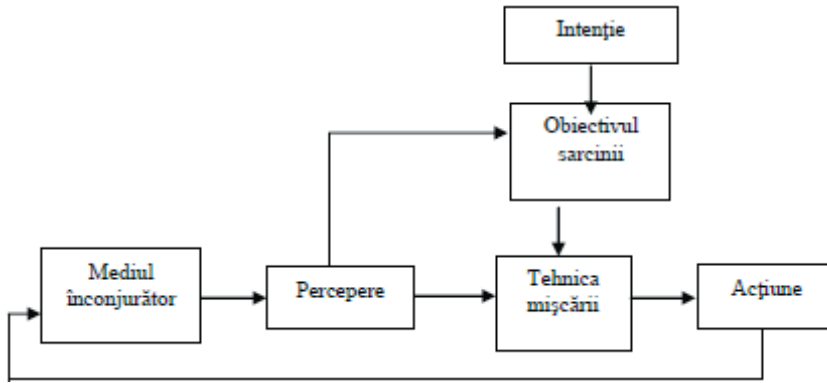 Intenţie
Obiectivul
sarcinii
Mediul
înconjurător
Percepere
Tehnica
mişcării
Acţiune